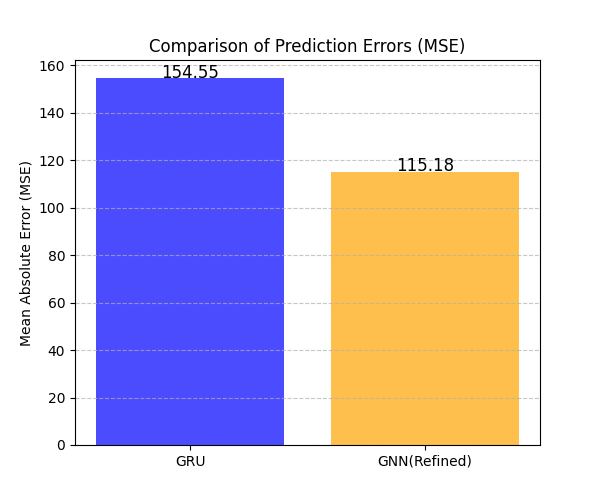 Comparison of Prediction Errors (MSE)
Mean Absolute Error (MSE)
160
140
120
100
80
60
40
20
0
154.55
115.18
GRU
GNN(Refined)